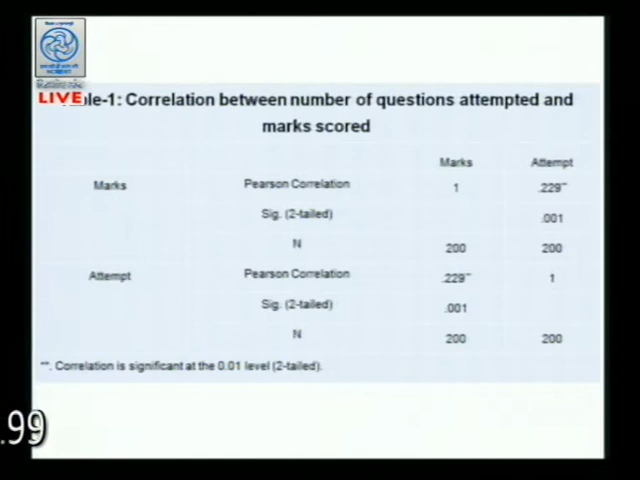 LIVE
ble-1: Correlation between number of questions attempted and
marks scored
Marks Attempt
Marks Pearson Correlation 1 .229**
Sig. (2-tailed) .001
N 200 200
Attempt Pearson Correlation .229** 1
Sig. (2-tailed) .001
N 200 200
**. Correlation is significant at the 0.01 level (2-tailed).
.99